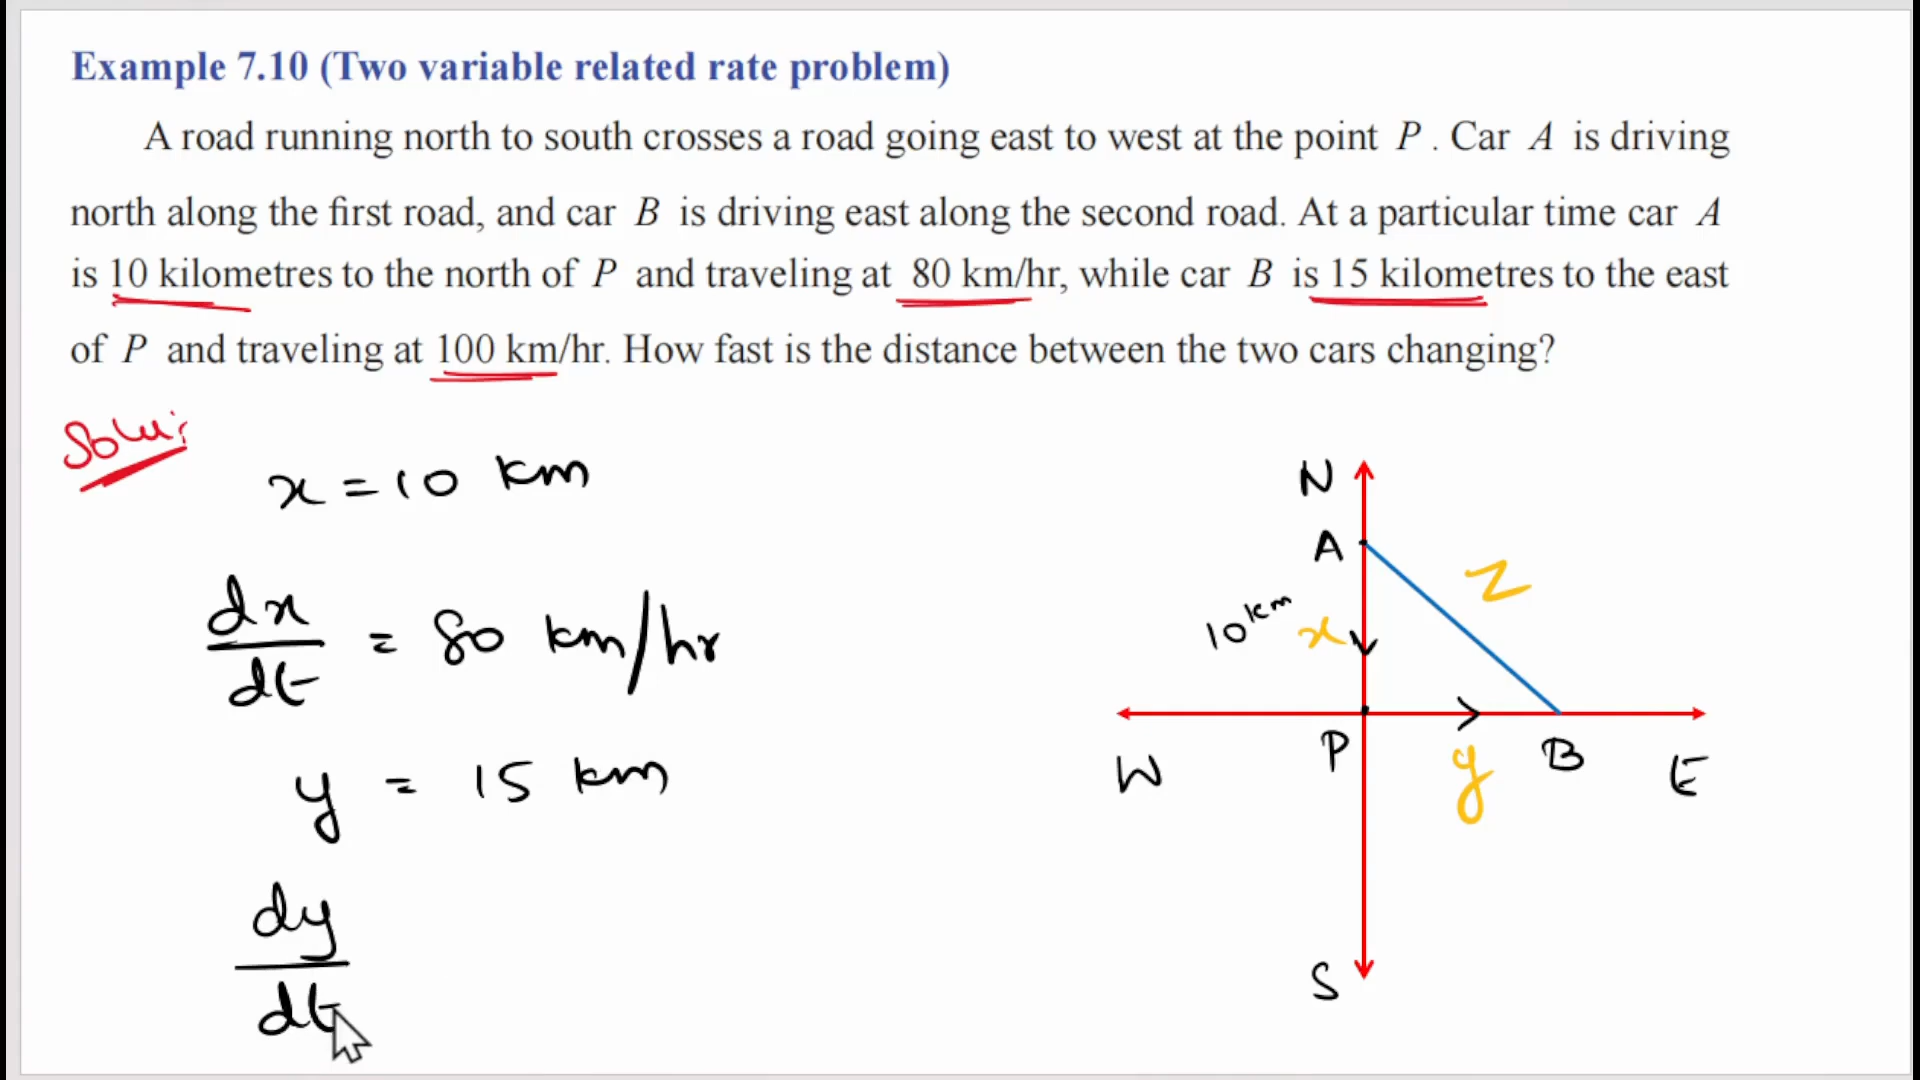 Example 7.10 (Two variable related rate problem)
A road running north to south crosses a road going east to west at the point P . Car A is driving
north along the first road, and car B is driving east along the second road. At a particular time car A
is 10 kilometres to the north of P and traveling at 80 km/hr, while car B is 15 kilometres to the east
of P and traveling at 100 km/hr. How fast is the distance between the two cars changing?
Solu:
x = 10 km
dx/dt = 80 km/hr
y = 15 km
dy/dt
N
A
z
10 km x
P
y
B
W
E
S